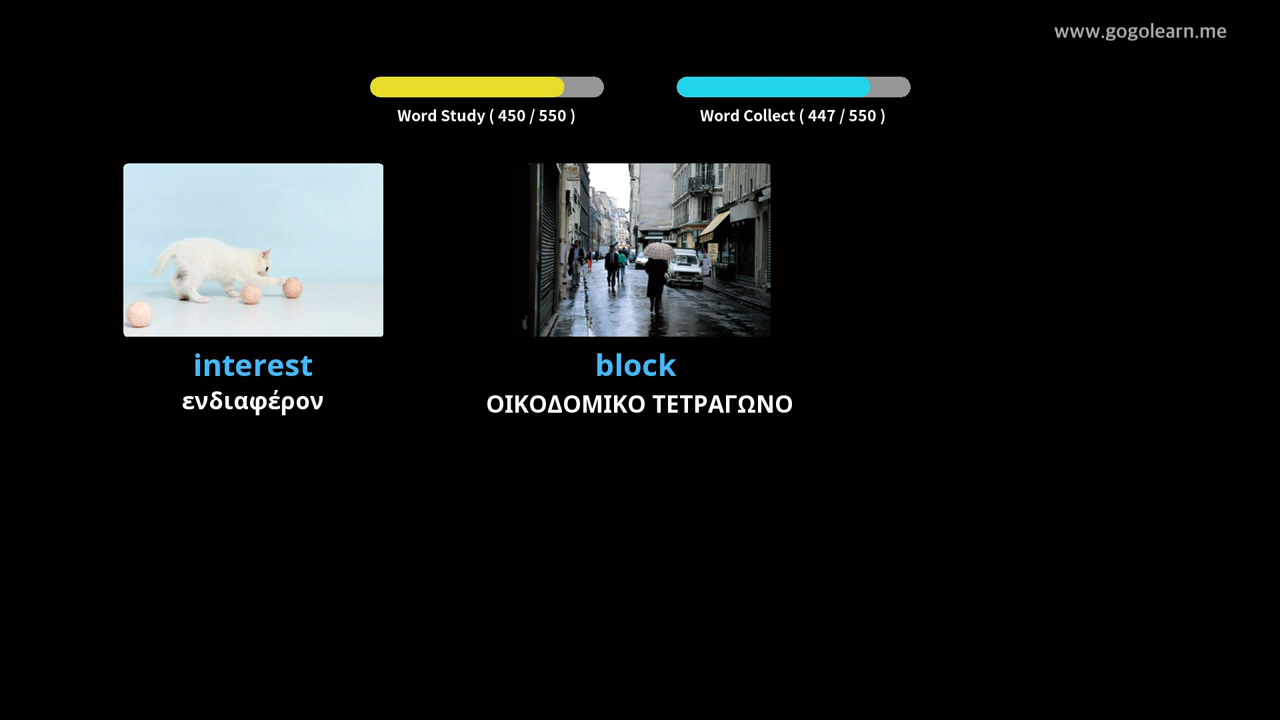 www.gogolearn.me
Word Study ( 450 / 550 )
Word Collect ( 447 / 550 )
interest
ενδιαφέρον
block
ΟΙΚΟΔΟΜΙΚΟ ΤΕΤΡΑΓΩΝΟ